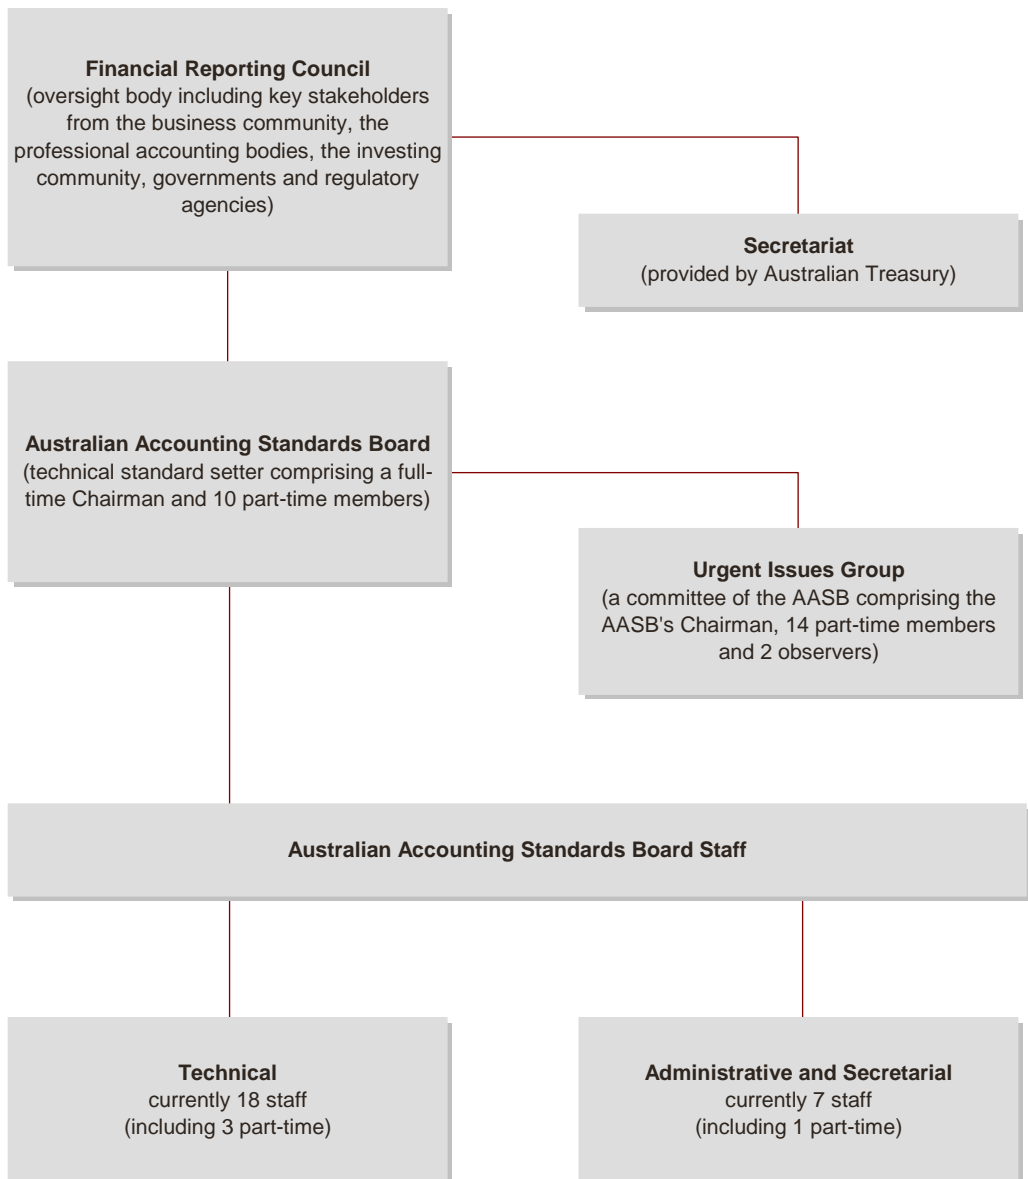 Financial Reporting Council
(oversight body including key stakeholders
from the business community, the
professional accounting bodies, the investing
community, governments and regulatory
agencies)
Secretariat
(provided by Australian Treasury)
Australian Accounting Standards Board
(technical standard setter comprising a full-
time Chairman and 10 part-time members)
Urgent Issues Group
(a committee of the AASB comprising the
AASB's Chairman, 14 part-time members
and 2 observers)
Australian Accounting Standards Board Staff
Technical
currently 18 staff
(including 3 part-time)
Administrative and Secretarial
currently 7 staff
(including 1 part-time)